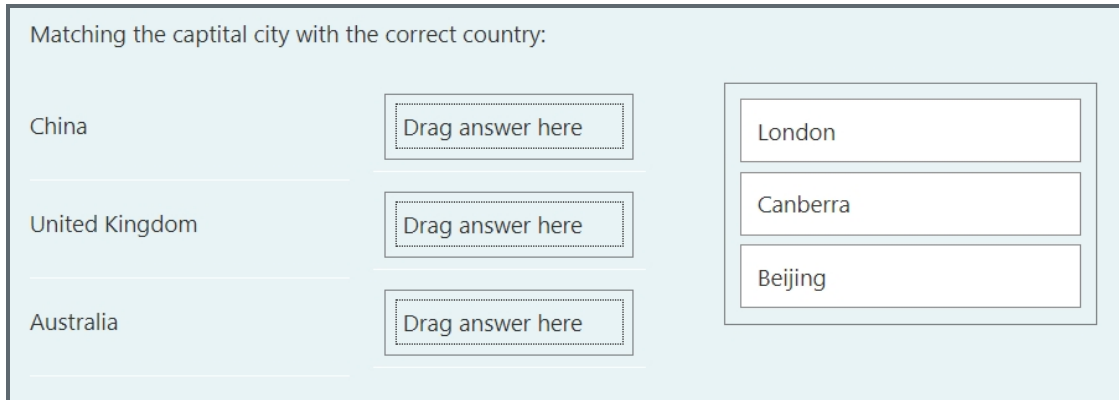 Matching the captital city with the correct country:
China
Drag answer here
United Kingdom
Drag answer here
Australia
Drag answer here
London
Canberra
Beijing